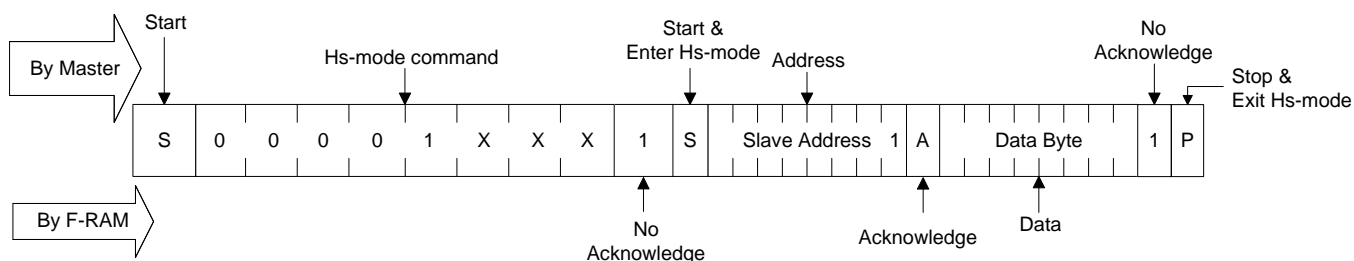 Start
Start &
Enter Hs-mode
No
Acknowledge
By Master
Hs-mode command
Address
Stop &
Exit Hs-mode
S 0 0 0 0 1 X X X 1 S Slave Address 1 A Data Byte 1 P
By F-RAM
No
Acknowledge
Acknowledge
Data